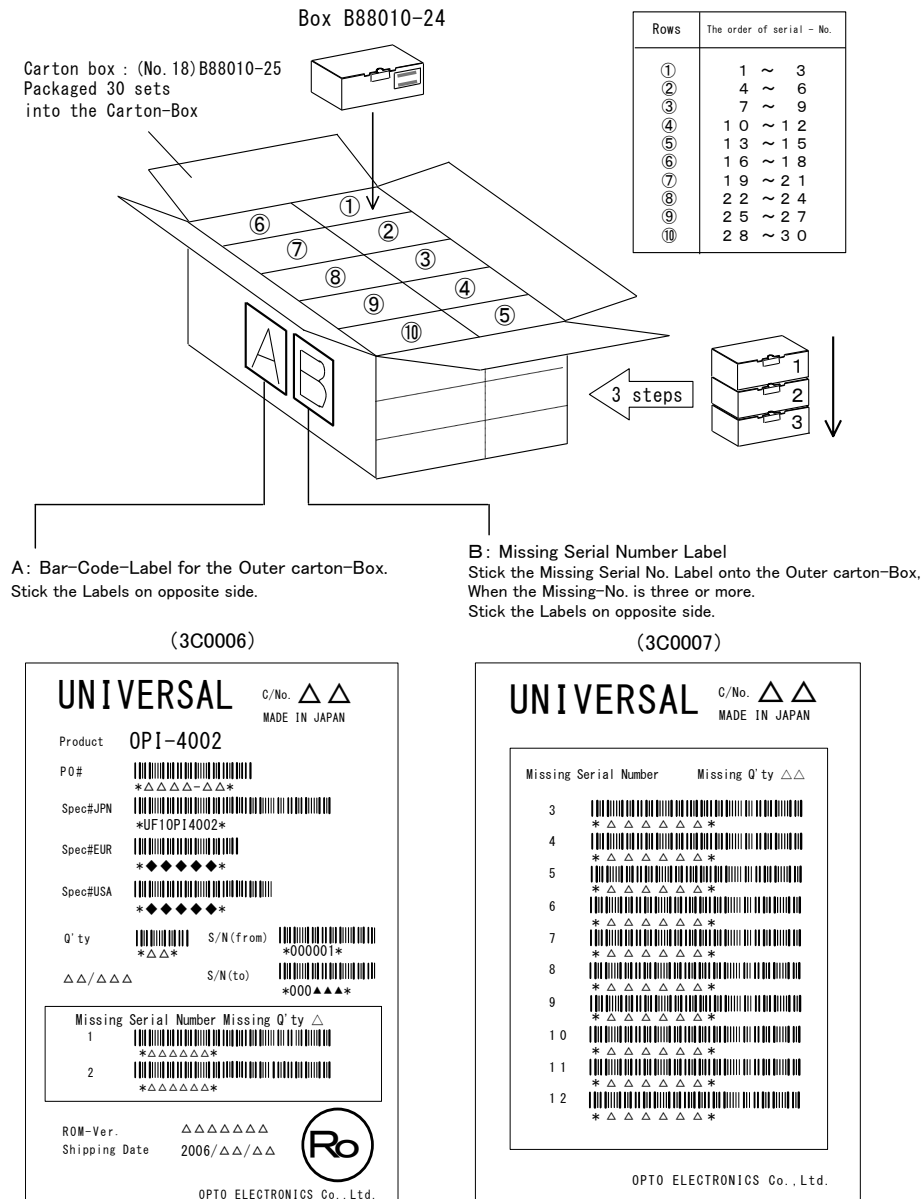 Box B88010-24
Carton box : (No.18)B88010-25
Packaged 30 sets
into the Carton-Box
Rows The order of serial - No.
① 1 ~ 3
② 4 ~ 6
③ 7 ~ 9
④ 10 ~12
⑤ 13 ~15
⑥ 16 ~18
⑦ 19 ~21
⑧ 22 ~24
⑨ 25 ~27
⑩ 28 ~30
① ② ③ ④ ⑤
⑥ ⑦ ⑧ ⑨ ⑩
A B
3 steps
1
2
3
A: Bar-Code-Label for the Outer carton-Box.
Stick the Labels on opposite side.
B: Missing Serial Number Label
Stick the Missing Serial No. Label onto the Outer carton-Box,
When the Missing-No. is three or more.
Stick the Labels on opposite side.
(3C0006)
UNIVERSAL C/No. △ △
MADE IN JAPAN
Product OPI-4002
PO#
*△△△△-△△*
Spec#JPN
*UF1OPI4002*
Spec#EUR
*◆◆◆◆◆*
Spec#USA
*◆◆◆◆◆*
Q'ty S/N(from)
*△△* *000001*
△△/△△△ S/N(to)
*000▲▲▲*
Missing Serial Number Missing Q'ty △
1
*△△△△△△*
2
*△△△△△△*
ROM-Ver. △△△△△△△
Shipping Date 2006/△△/△△
Ro
OPTO ELECTRONICS Co.,Ltd.
(3C0007)
UNIVERSAL C/No. △ △
MADE IN JAPAN
Missing Serial Number Missing Q'ty △△
3
* △ △ △ △ △ △ *
4
* △ △ △ △ △ △ *
5
* △ △ △ △ △ △ *
6
* △ △ △ △ △ △ *
7
* △ △ △ △ △ △ *
8
* △ △ △ △ △ △ *
9
* △ △ △ △ △ △ *
10
* △ △ △ △ △ △ *
11
* △ △ △ △ △ △ *
12
* △ △ △ △ △ △ *
OPTO ELECTRONICS Co.,Ltd.